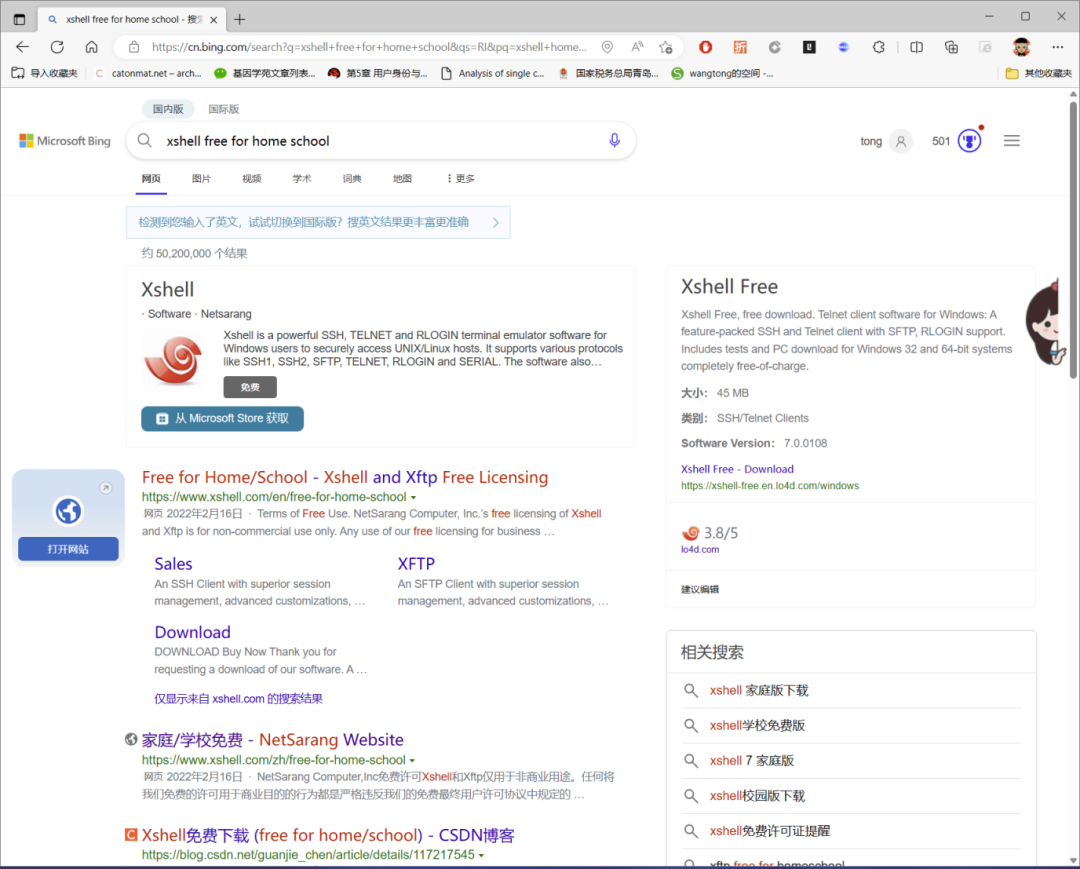 xshell free for home school - 搜
https://cn.bing.com/search?q=xshell+free+for+home+school&qs=RI&pq=xshell+home...
导入收藏夹
catonmat.net – arch...
基因学苑文章列表...
第5章 用户身份与...
Analysis of single c...
国家税务总局青岛...
wangtong的空间 -...
其他收藏夹
国内版 国际版
Microsoft Bing
xshell free for home school
tong
501
网页 图片 视频 学术 词典 地图 更多
检测到您输入了英文，试试切换到国际版？搜英文结果更丰富更准确
约 50,200,000 个结果
Xshell
· Software · Netsarang
Xshell is a powerful SSH, TELNET and RLOGIN terminal emulator software for
Windows users to securely access UNIX/Linux hosts. It supports various protocols
like SSH1, SSH2, SFTP, TELNET, RLOGIN and SERIAL. The software also…
免费
从 Microsoft Store 获取
打开网站
Free for Home/School - Xshell and Xftp Free Licensing
https://www.xshell.com/en/free-for-home-school
网页 2022年2月16日 · Terms of Free Use. NetSarang Computer, Inc.'s free licensing of Xshell
and Xftp is for non-commercial use only. Any use of our free licensing for business …
Sales
An SSH Client with superior session
management, advanced customizations, …
XFTP
An SFTP Client with superior session
management, advanced customizations, …
Download
DOWNLOAD Buy Now Thank you for
requesting a download of our software. A …
仅显示来自 xshell.com 的搜索结果
家庭/学校免费 - NetSarang Website
https://www.xshell.com/zh/free-for-home-school
网页 2022年2月16日 · NetSarang Computer,Inc免费许可Xshell和Xftp仅用于非商业用途。任何将
我们免费的许可用于商业目的的行为都是严格违反我们的免费最终用户许可协议中规定的 …
C
Xshell免费下载 (free for home/school) - CSDN博客
https://blog.csdn.net/guanjie_chen/article/details/117217545
Xshell Free
Xshell Free, free download. Telnet client software for Windows: A
feature-packed SSH and Telnet client with SFTP, RLOGIN support.
Includes tests and PC download for Windows 32 and 64-bit systems
completely free-of-charge.
大小： 45 MB
类别： SSH/Telnet Clients
Software Version： 7.0.0108
Xshell Free - Download
https://xshell-free.en.lo4d.com/windows
3.8/5
lo4d.com
建议编辑
相关搜索
xshell 家庭版下载
xshell学校免费版
xshell 7 家庭版
xshell校园版下载
xshell免费许可证提醒
xftp free for homeschool